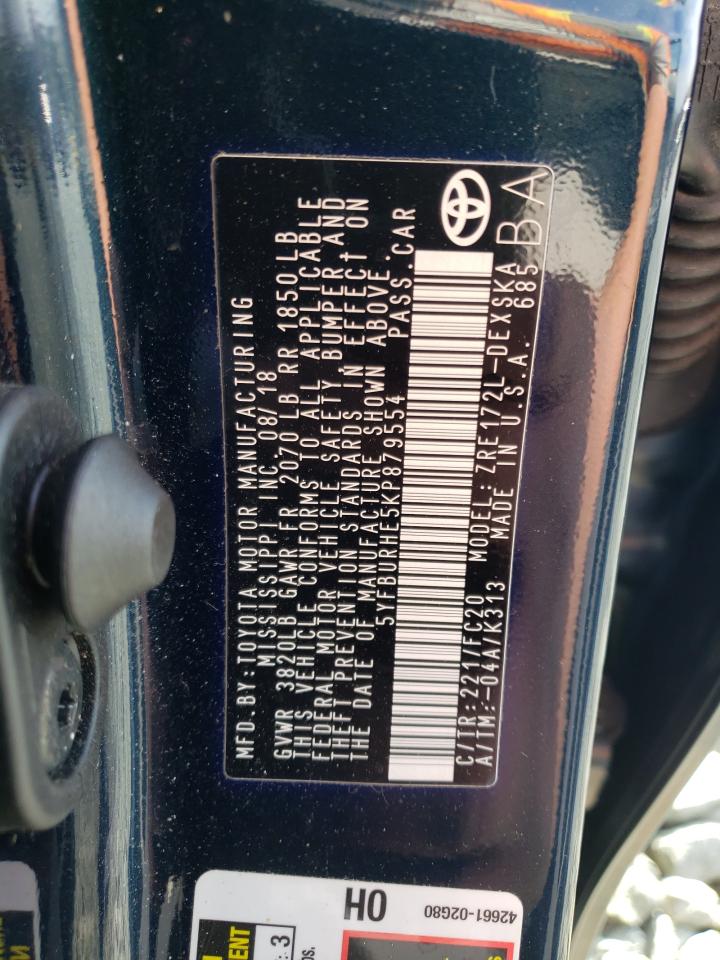 MFD. BY: TOYOTA MOTOR MANUFACTURING
MISSISSIPPI INC. 08/18
GVWR 3820LB GAWR FR 2070 LB RR 1850 LB
THIS VEHICLE CONFORMS TO ALL APPLICABLE
FEDERAL MOTOR VEHICLE SAFETY BUMPER AND
THEFT PREVENTION STANDARDS IN EFFECT ON
THE DATE OF MANUFACTURE SHOWN ABOVE.
5YFBURHE5KP879554 PASS.CAR
C/TR:221/FC20 MODEL: ZRE172L-DEXSKA
A/TM:-04A/K313 MADE IN U.S.A. 685
BA
OH
42661-02G80
3